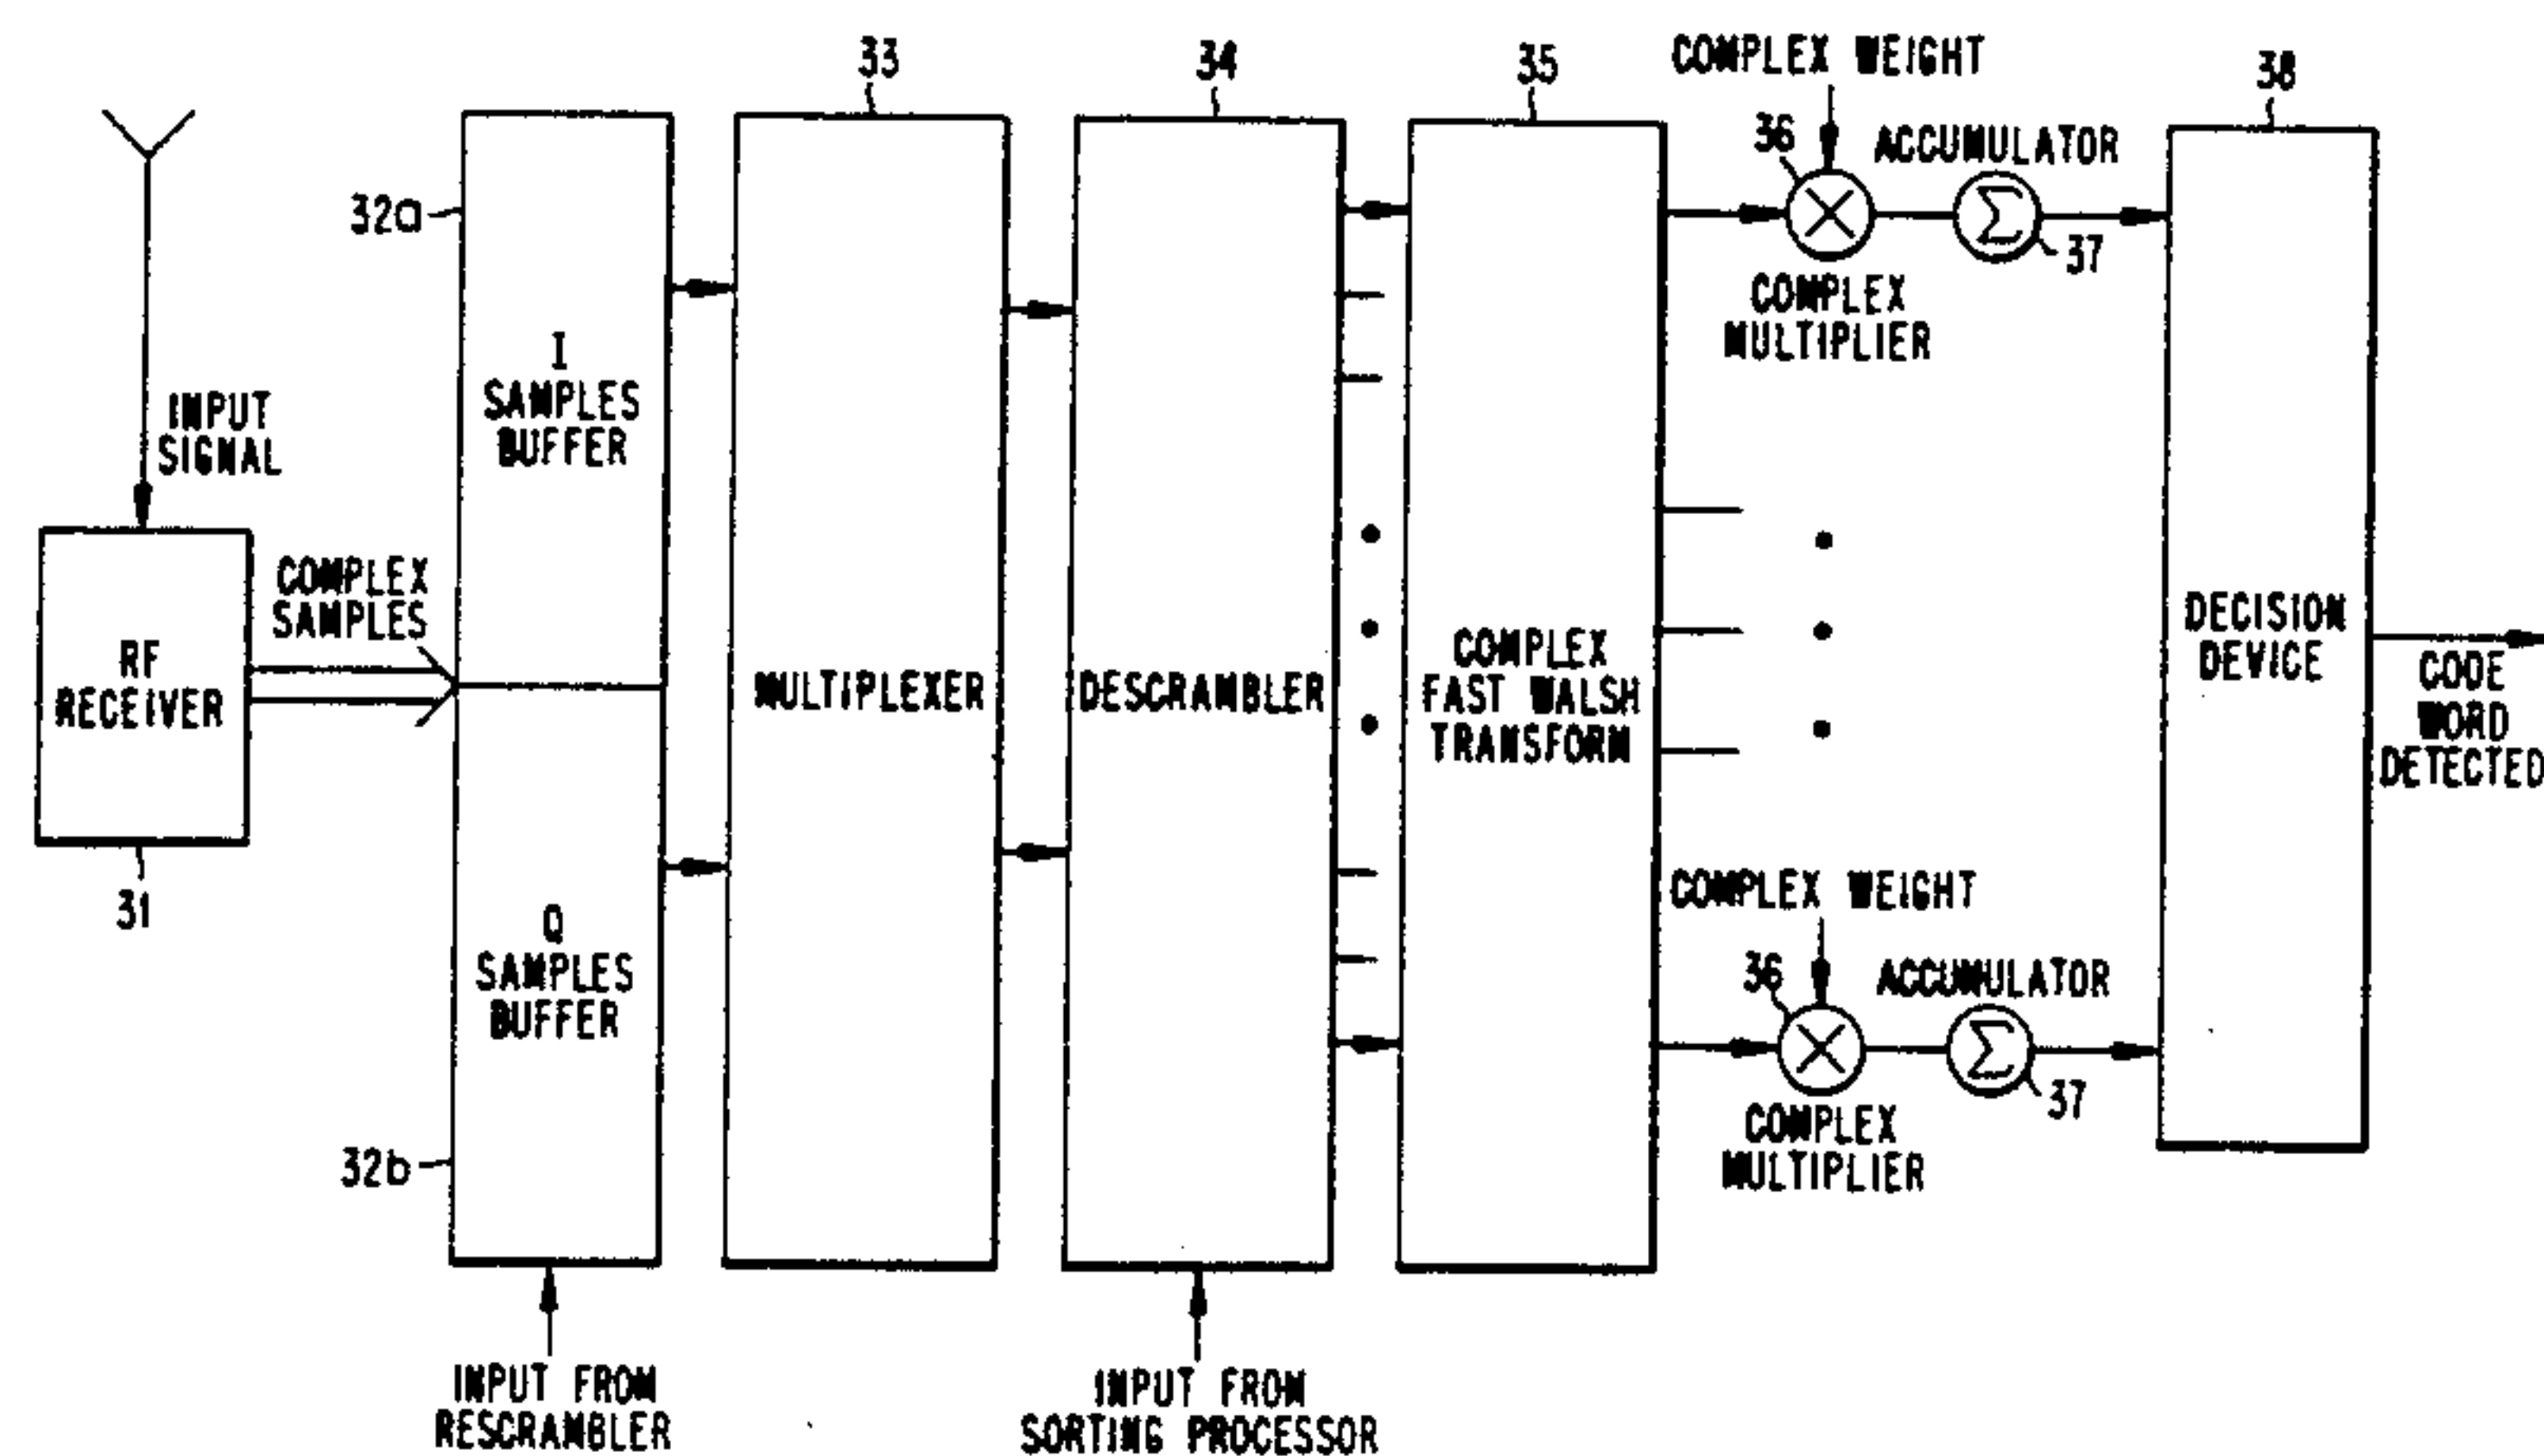 33
34
35
COMPLEX WEIGHT
38
36
ACCUMULATOR
32a
37
COMPLEX
MULTIPLIER
I
SAMPLES
BUFFER
INPUT
SIGNAL
COMPLEX
SAMPLES
RF
RECEIVER
31
MULTIPLEXER
DESCRAMBLER
COMPLEX
FAST WALSH
TRANSFORM
DECISION
DEVICE
CODE
WORD
DETECTED
COMPLEX WEIGHT
Q
SAMPLES
BUFFER
36
ACCUMULATOR
37
COMPLEX
MULTIPLIER
32b
INPUT FROM
RESCRAMBLER
INPUT FROM
SORTING PROCESSOR